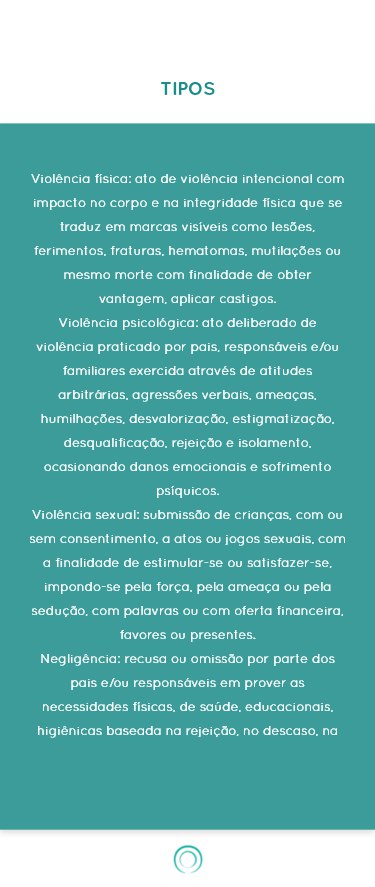 TIPOS
Violência física: ato de violência intencional com
impacto no corpo e na integridade física que se
traduz em marcas visíveis como lesões,
ferimentos, fraturas, hematomas, mutilações ou
mesmo morte com finalidade de obter
vantagem, aplicar castigos.
Violência psicológica: ato deliberado de
violência praticado por pais, responsáveis e/ou
familiares exercida através de atitudes
arbitrárias, agressões verbais, ameaças,
humilhações, desvalorização, estigmatização,
desqualificação, rejeição e isolamento,
ocasionando danos emocionais e sofrimento
psíquicos.
Violência sexual: submissão de crianças, com ou
sem consentimento, a atos ou jogos sexuais, com
a finalidade de estimular-se ou satisfazer-se,
impondo-se pela força, pela ameaça ou pela
sedução, com palavras ou com oferta financeira,
favores ou presentes.
Negligência: recusa ou omissão por parte dos
pais e/ou responsáveis em prover as
necessidades físicas, de saúde, educacionais,
higiênicas baseada na rejeição, no descaso, na